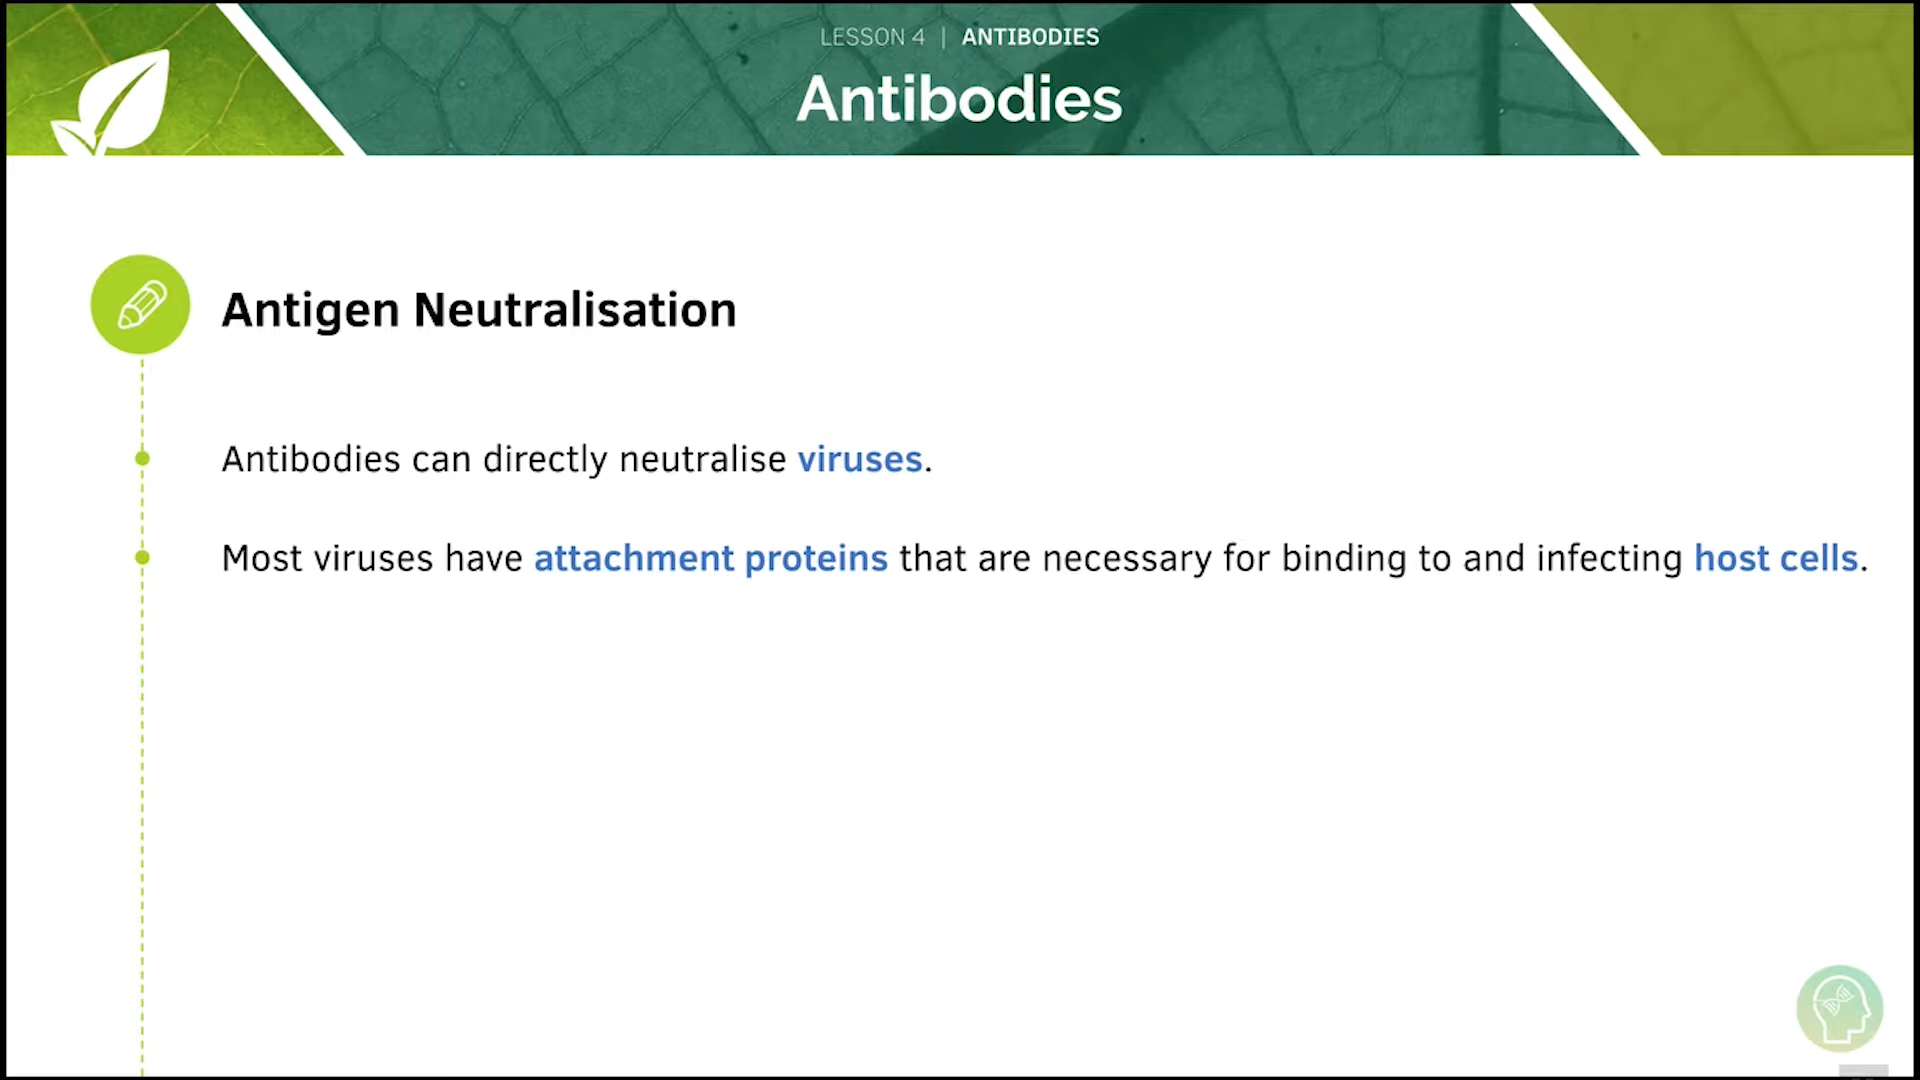 LESSON 4 | ANTIBODIES
Antibodies
Antigen Neutralisation
Antibodies can directly neutralise viruses.
Most viruses have attachment proteins that are necessary for binding to and infecting host cells.